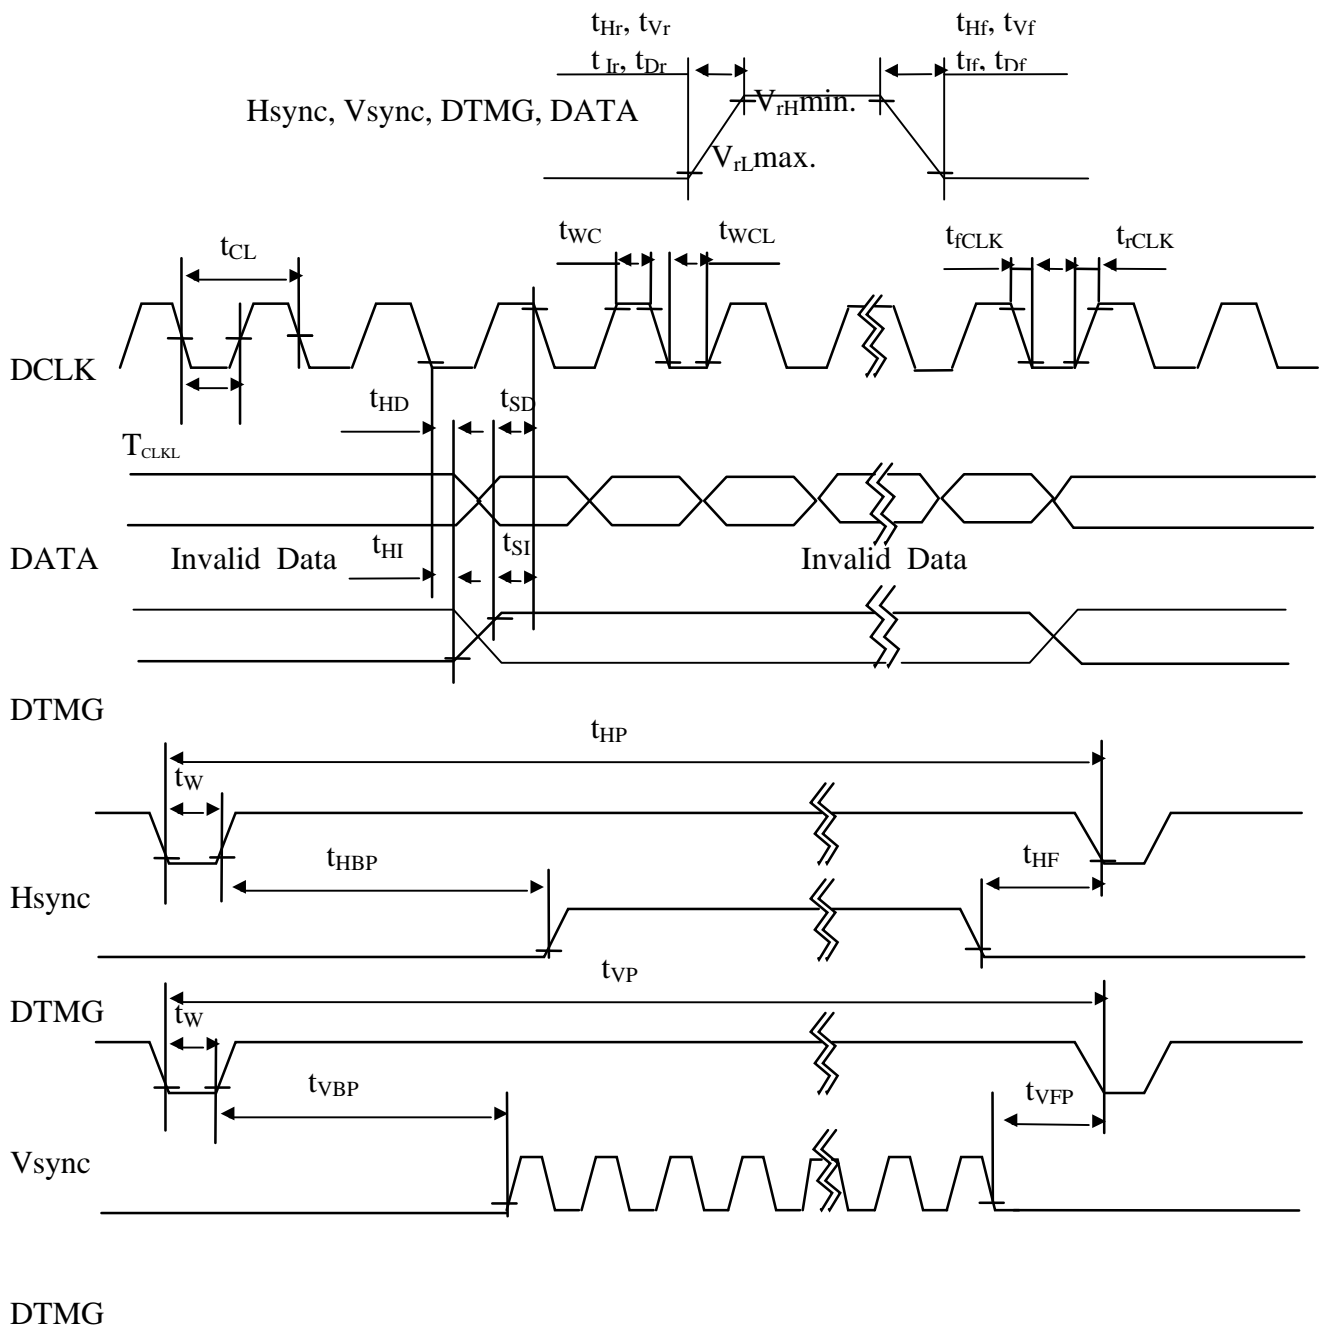 tHr, tVr tHf, tVf
tIr, tDr tIf, tDf
Hsync, Vsync, DTMG, DATA VrHmin.
VrLmax.
tCL tWC tWCL tfCLK trCLK
DCLK
tHD tSD
TCLKL
DATA Invalid Data tHI tSI Invalid Data
DTMG
tHP
tW
tHBP tHF
Hsync
tVP
DTMG tW
tVBP tVFP
Vsync
DTMG